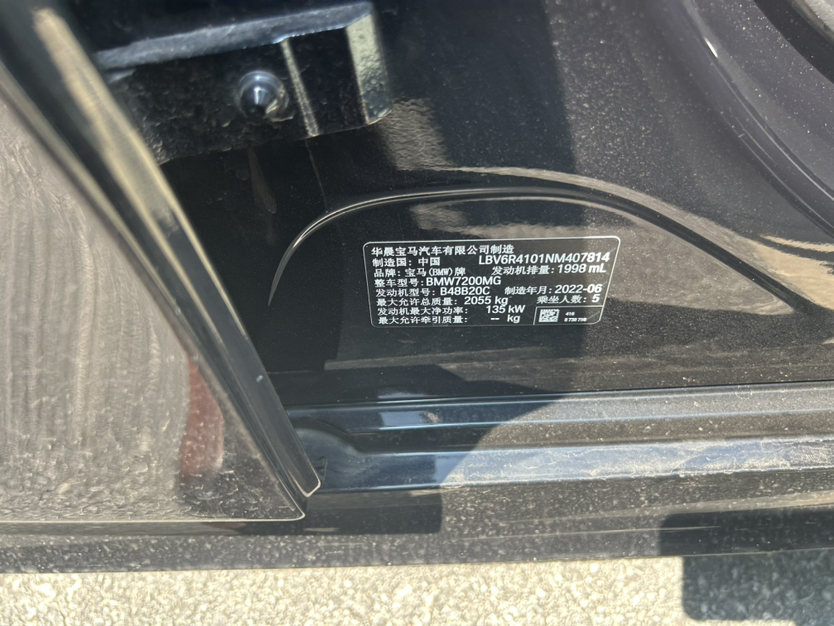 华晨宝马汽车有限公司制造
制造国: 中国 LBV6R4101NM407814
品牌: 宝马(BMW)牌 发动机排量: 1998 mL
整车型号: BMW7200MG
发动机型号: B48B20C 制造年月: 2022-06
最大允许总质量: 2055 kg 乘坐人数: 5
发动机最大净功率: 135 kW
最大允许牵引质量: -- kg